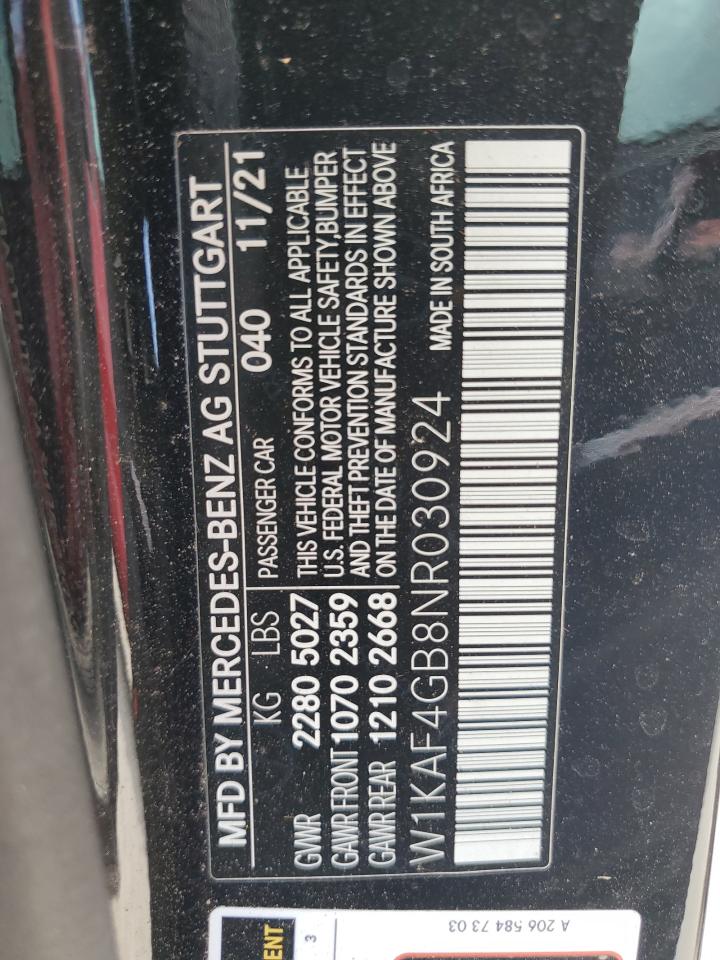 MFD BY MERCEDES-BENZ AG STUTTGART
KG LBS PASSENGER CAR 040 11/21
GVWR 2280 5027 THIS VEHICLE CONFORMS TO ALL APPLICABLE
GAWR FRONT 1070 2359 U.S. FEDERAL MOTOR VEHICLE SAFETY,BUMPER
AND THEFT PREVENTION STANDARDS IN EFFECT
GAWR REAR 1210 2668 ON THE DATE OF MANUFACTURE SHOWN ABOVE
W1KAF4GB8NR030924 MADE IN SOUTH AFRICA
3
A 206 584 73 03